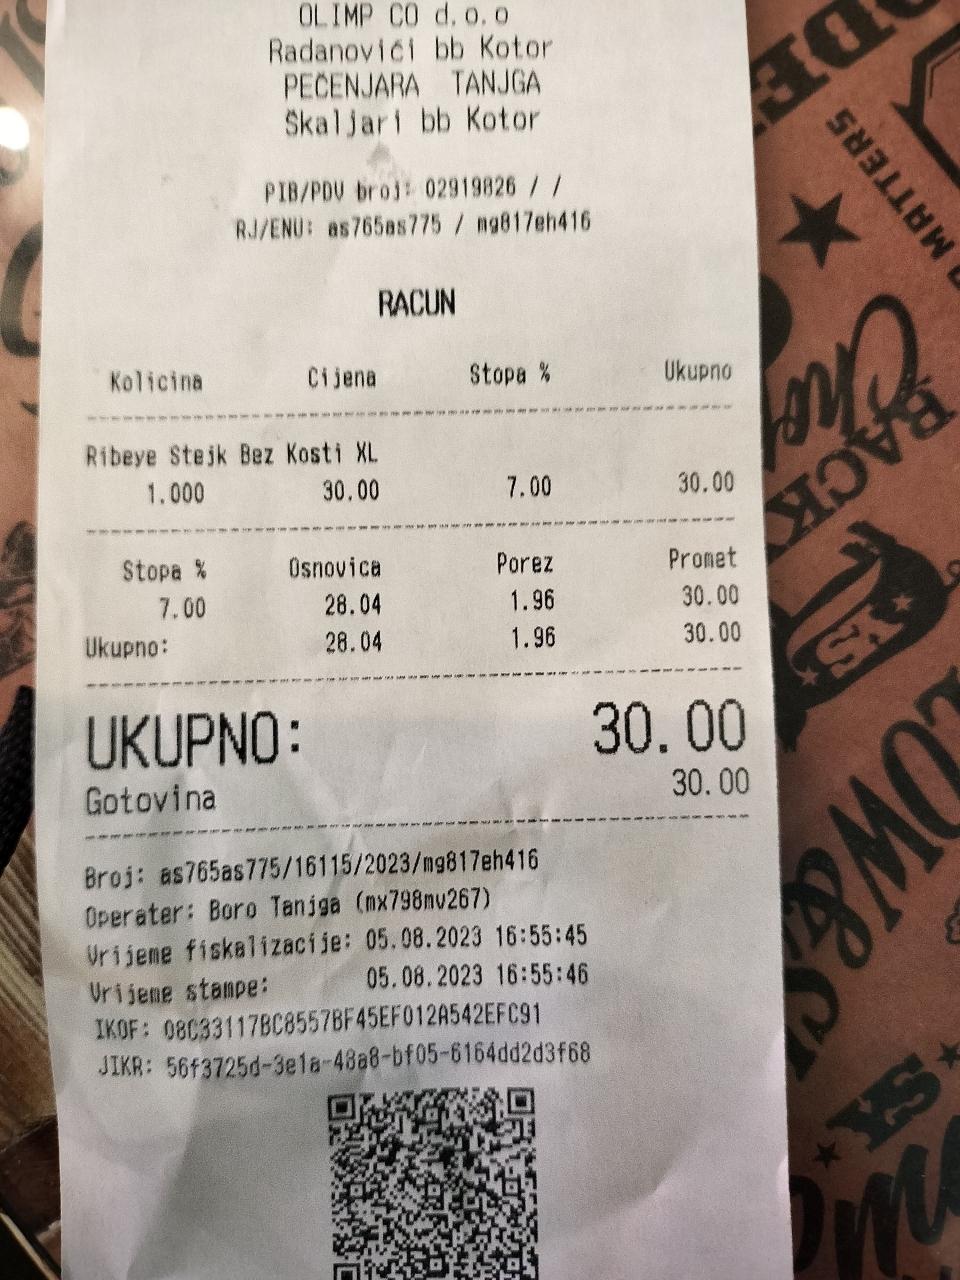 OLIMP CO d.o.o
Radanovići bb Kotor
PEČENJARA TANJGA
Škaljari bb Kotor
PIB/PDV broj: 02919826 / /
RJ/ENU: as765as775 / mg817eh416
RACUN
Kolicina Cijena Stopa % Ukupno
Ribeye Stejk Bez Kosti XL
1.000 30.00 7.00 30.00
Stopa % Osnovica Porez Promet
7.00 28.04 1.96 30.00
Ukupno: 28.04 1.96 30.00
UKUPNO: 30.00
Gotovina 30.00
Broj: as765as775/16115/2023/mg817eh416
Operater: Boro Tanjga (mx798mv267)
Vrijeme fiskalizacije: 05.08.2023 16:55:45
Vrijeme stampe: 05.08.2023 16:55:46
IKOF: 08C33117BC8557BF45EF012A542EFC91
JIKR: 56f3725d-3e1a-48a8-bf05-6164dd2d3f68
MATTERS
BACK